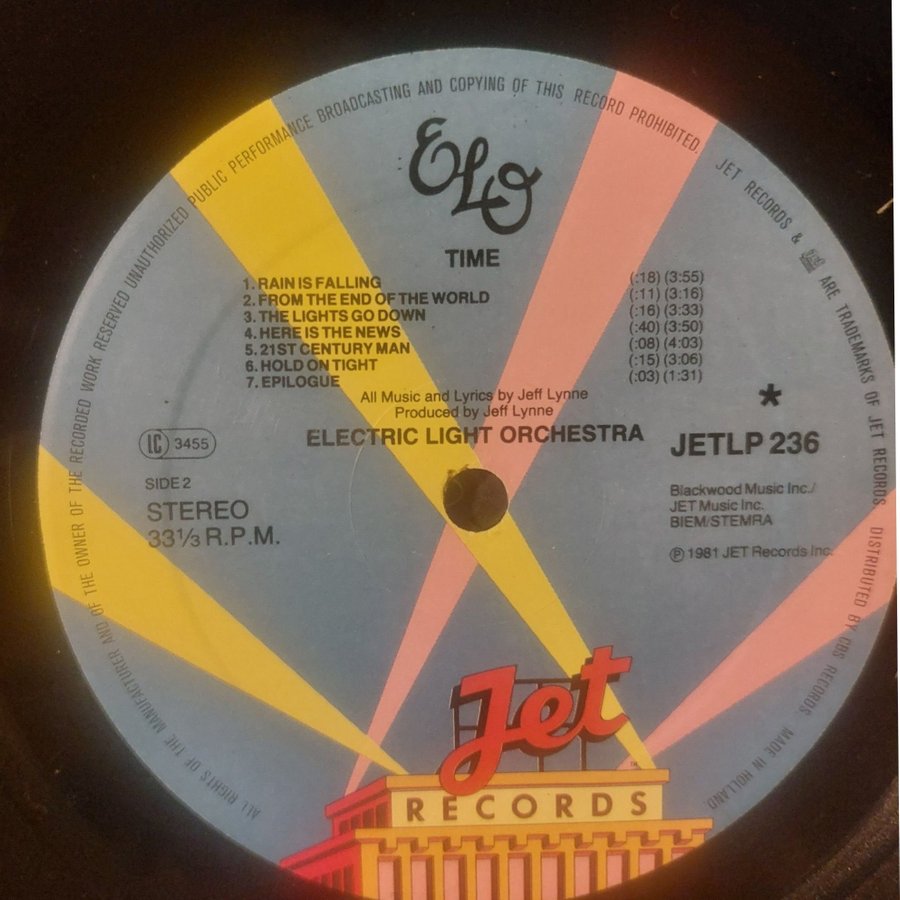 ALL RIGHTS OF THE MANUFACTURER AND OF THE OWNER OF THE RECORDED WORK RESERVED UNAUTHORIZED PUBLIC PERFORMANCE BROADCASTING AND COPYING OF THIS RECORD PROHIBITED. JET RECORDS & ARE TRADEMARKS OF JET RECORDS DISTRIBUTED BY CBS RECORDS. MADE IN HOLLAND.
ELO
TIME
1. RAIN IS FALLING (:18) (3:55)
2. FROM THE END OF THE WORLD (:11) (3:16)
3. THE LIGHTS GO DOWN (:16) (3:33)
4. HERE IS THE NEWS (:40) (3:50)
5. 21ST CENTURY MAN (:08) (4:03)
6. HOLD ON TIGHT (:15) (3:06)
7. EPILOGUE (:03) (1:31)
All Music and Lyrics by Jeff Lynne
Produced by Jeff Lynne
*
ELECTRIC LIGHT ORCHESTRA
LC 3455
JETLP 236
SIDE 2
STEREO
33⅓ R.P.M.
Blackwood Music Inc./
JET Music Inc.
BIEM/STEMRA
℗ 1981 JET Records Inc.
Jet
TM
RECORDS